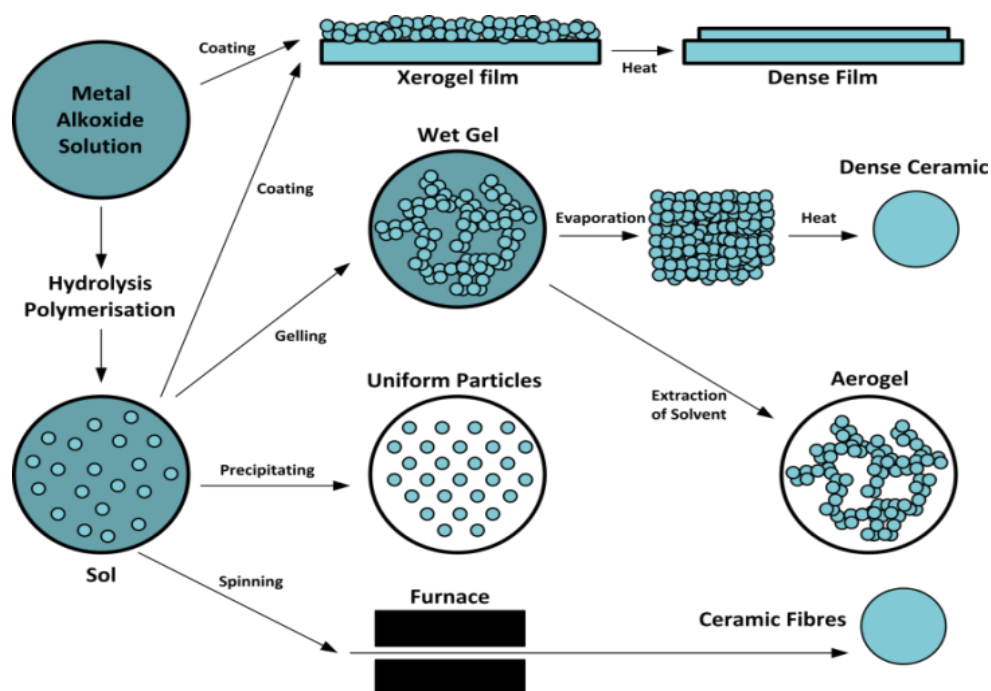 Metal
Alkoxide
Solution
Coating
Xerogel film
Heat
Dense Film
Coating
Hydrolysis
Polymerisation
Wet Gel
Evaporation
Heat
Dense Ceramic
Gelling
Extraction
of Solvent
Aerogel
Sol
Precipitating
Uniform Particles
Spinning
Furnace
Ceramic Fibres